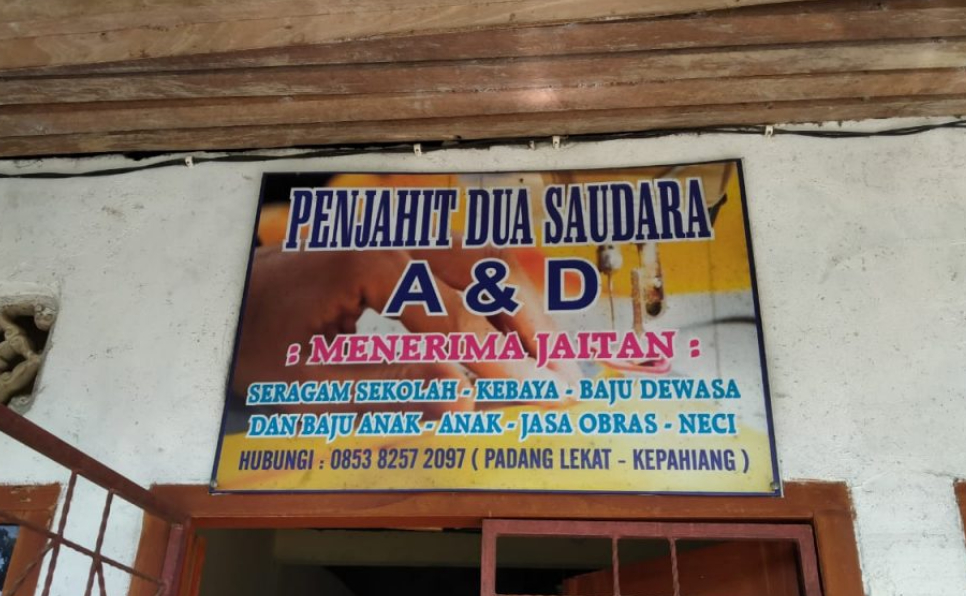 PENJAHIT DUA SAUDARA
A & D
: MENERIMA JAITAN :
SERAGAM SEKOLAH - KEBAYA - BAJU DEWASA
DAN BAJU ANAK - ANAK - JASA OBRAS - NECI
HUBUNGI : 0853 8257 2097 ( PADANG LEKAT - KEPAHIANG )